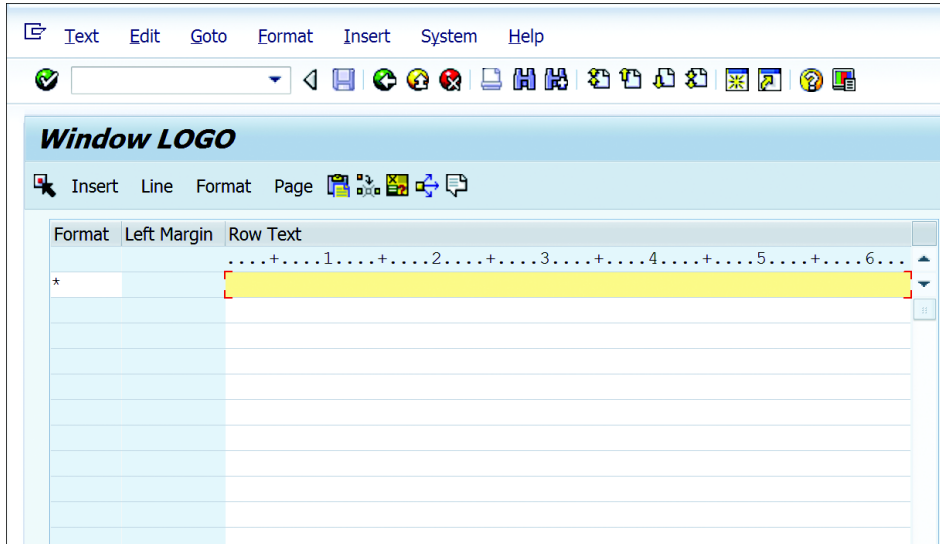 Text Edit Goto Format Insert System Help
Window LOGO
Insert Line Format Page
Format Left Margin Row Text
....+....1....+....2....+....3....+....4....+....5....+....6...
*